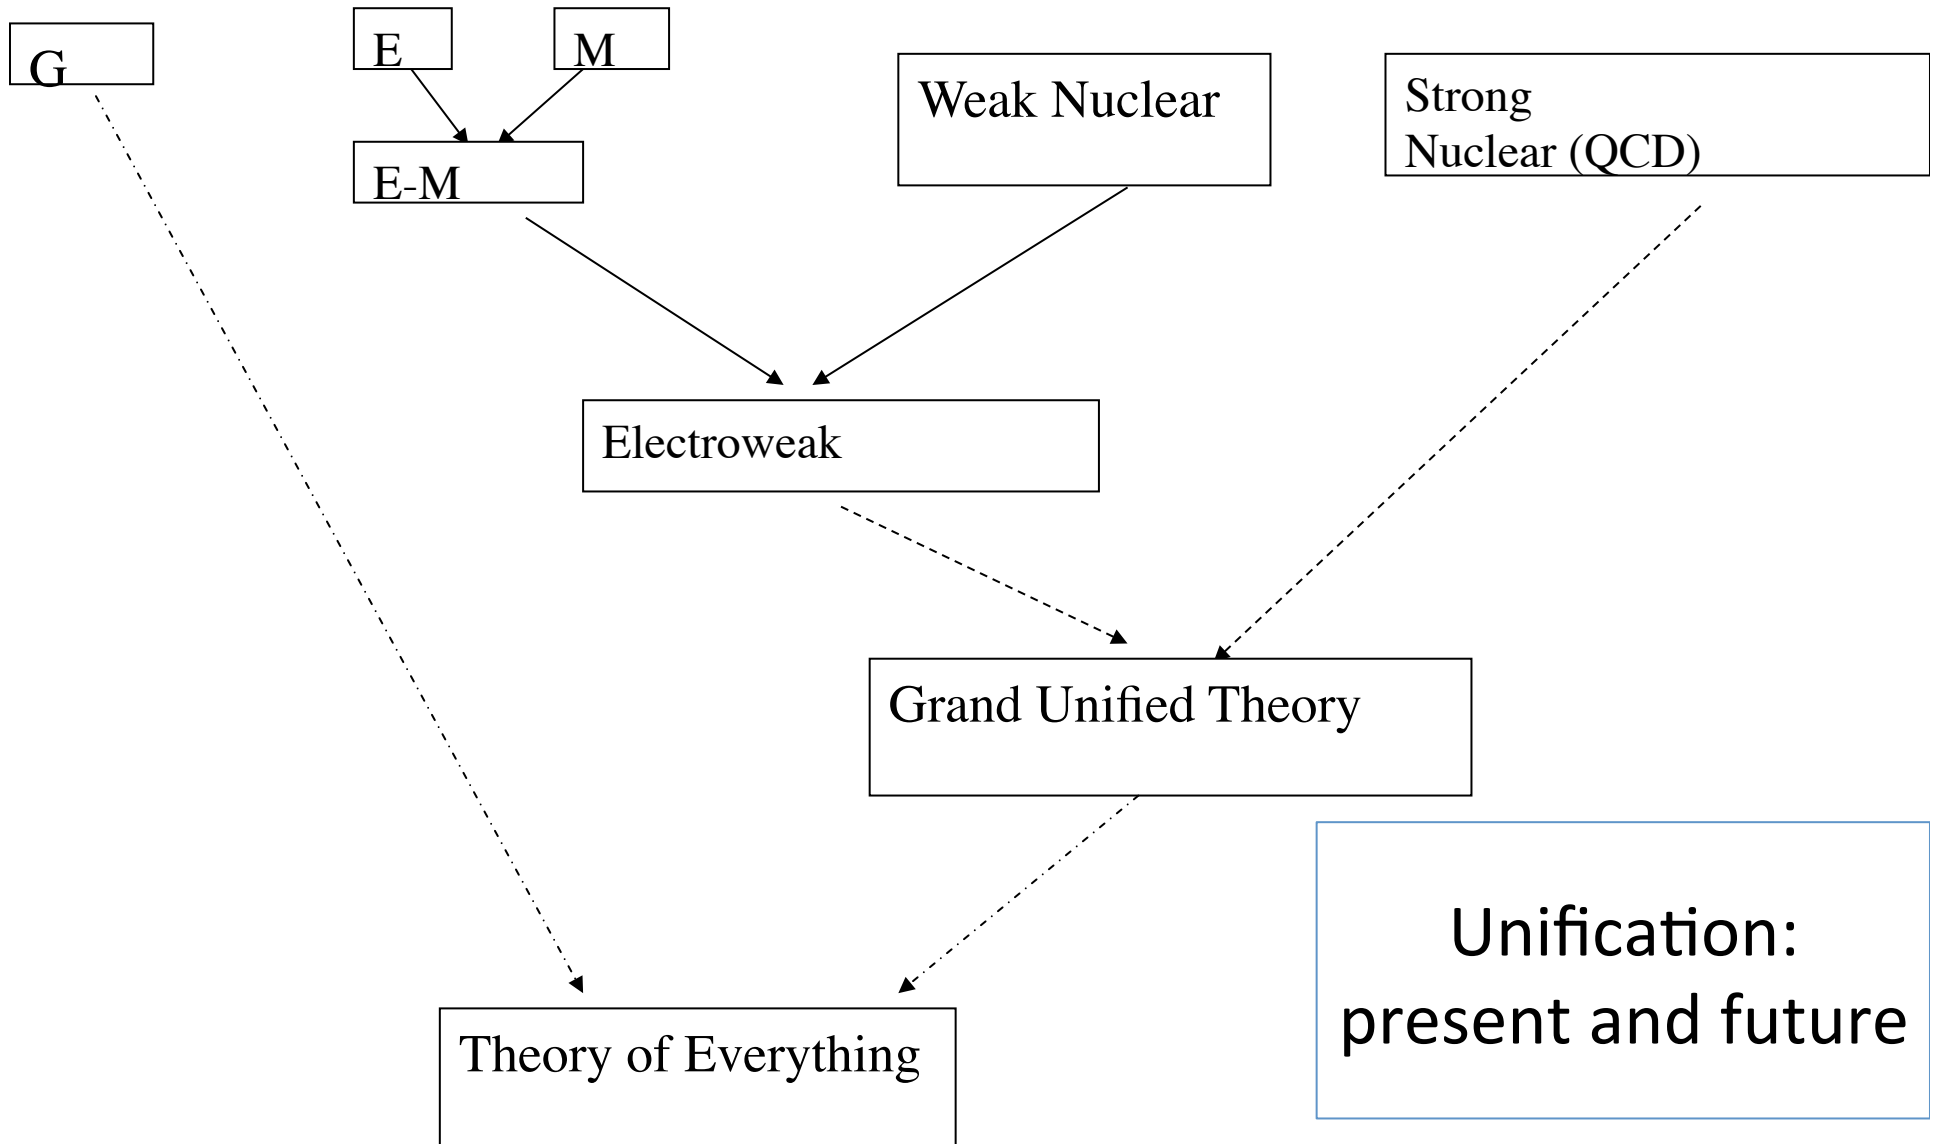 G
E
M
Weak Nuclear
Strong
Nuclear (QCD)
E-M
Electroweak
Grand Unified Theory
Unification:
present and future
Theory of Everything